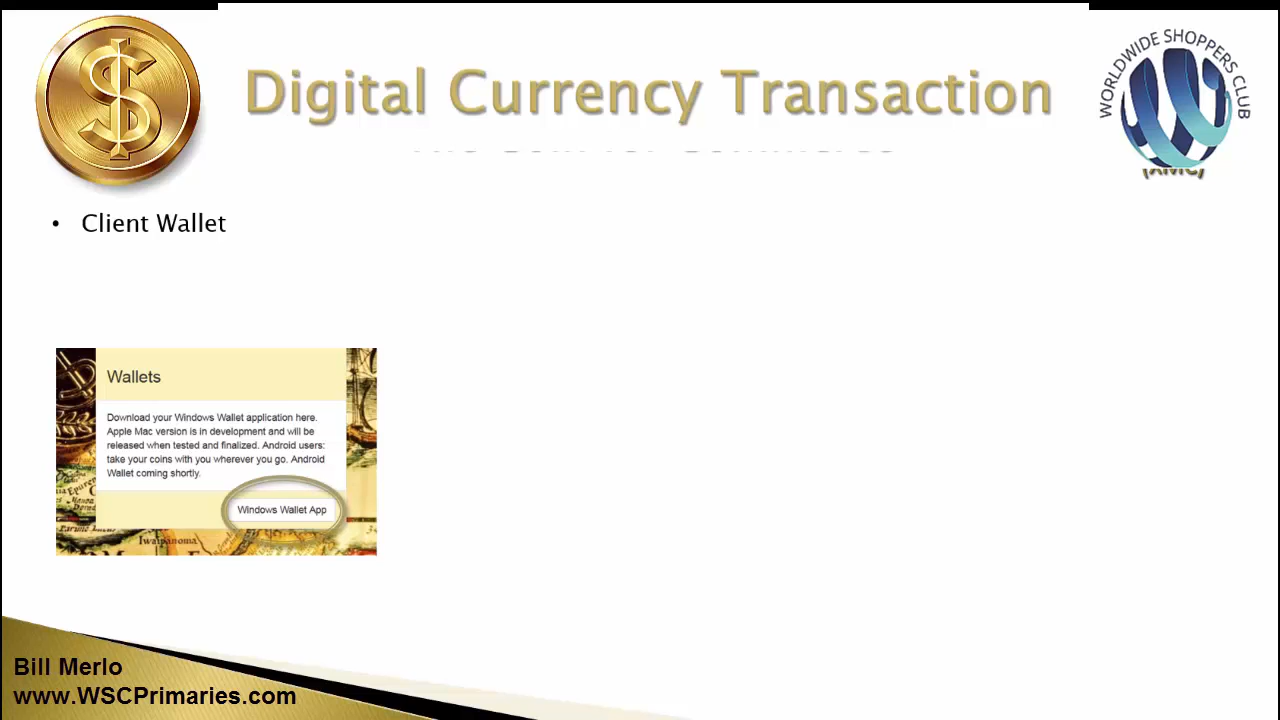 Digital Currency Transaction
WORLDWIDE SHOPPERS CLUB
(XMC)
• Client Wallet
Wallets
Download your Windows Wallet application here.
Apple Mac version is in development and will be
released when tested and finalized. Android users:
take your coins with you wherever you go. Android
Wallet coming shortly.
Windows Wallet App
Iwaipanoma
Bill Merlo
www.WSCPrimaries.com